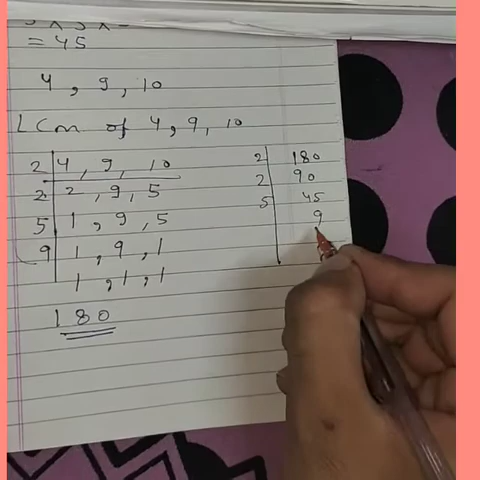 = 45
4 , 9 , 10
LCM of 4 , 9 , 10
2 4 , 9 , 10
2 2 , 9 , 5
5 1 , 9 , 5
9 1 , 9 , 1
1 , 1 , 1
180
2 180
2 90
5 45
9